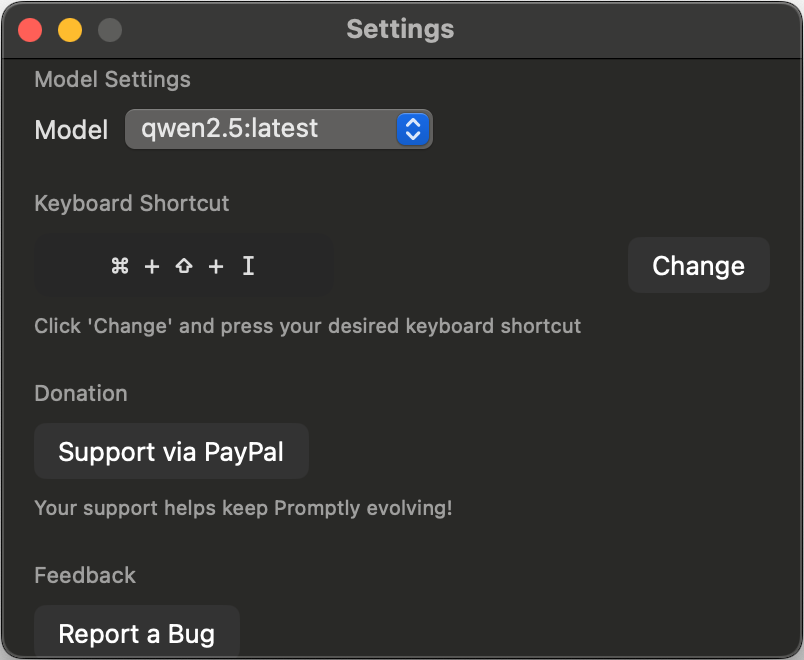 Settings
Model Settings
Model qwen2.5:latest
Keyboard Shortcut
⌘ + ⇧ + I Change
Click 'Change' and press your desired keyboard shortcut
Donation
Support via PayPal
Your support helps keep Promptly evolving!
Feedback
Report a Bug